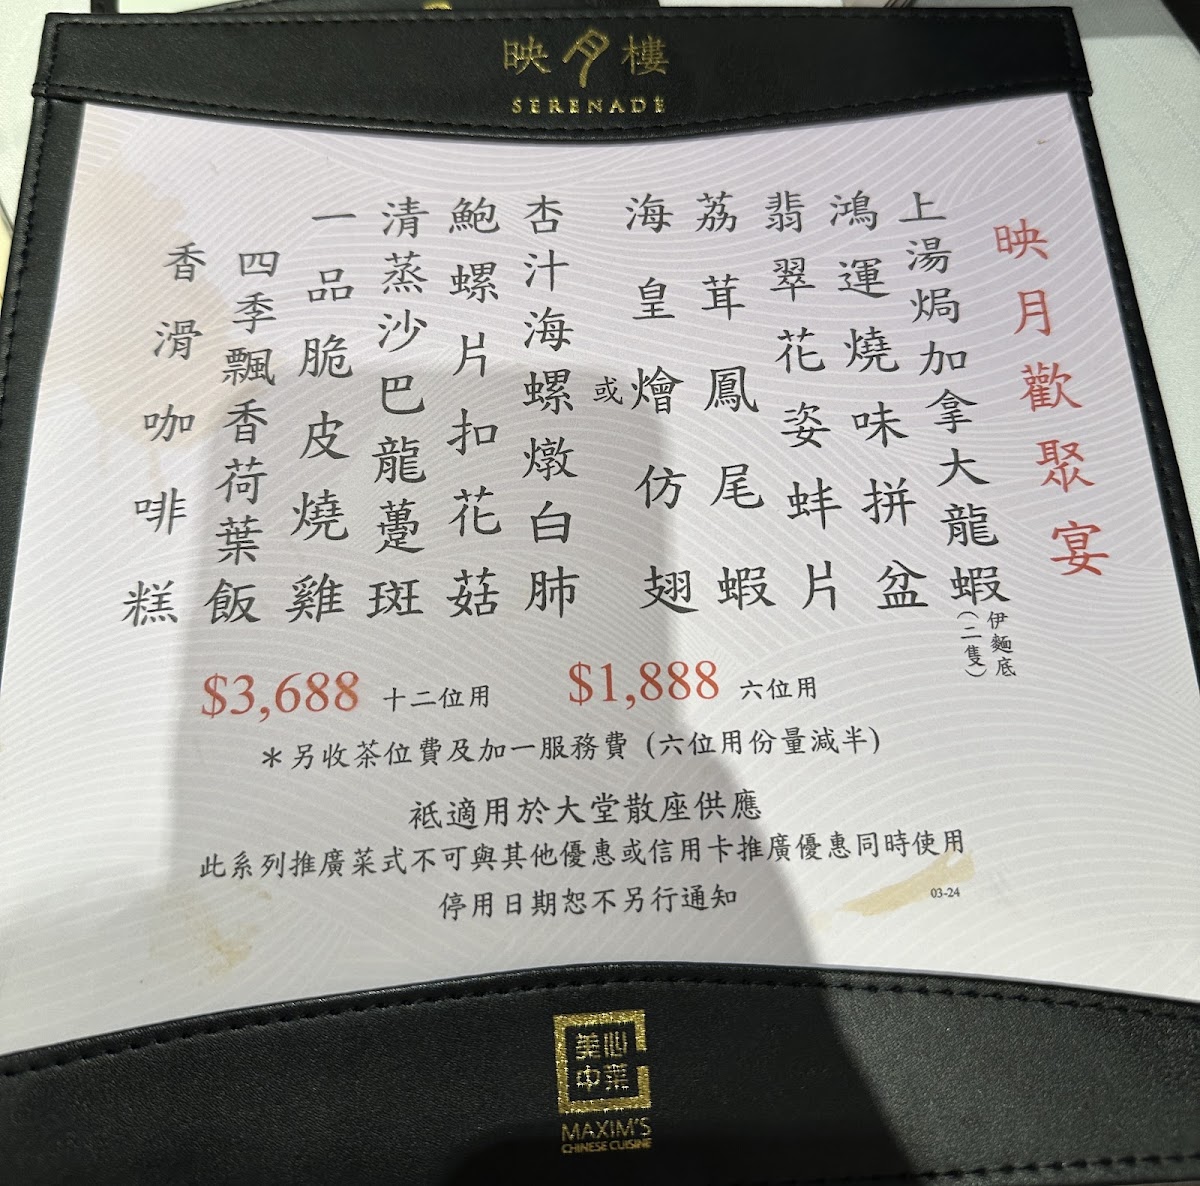 映月樓
SERENADE
映月歡聚宴
上湯焗加拿大龍蝦
伊麵底
(二隻)
鴻運燒味拼盆
翡翠花姿蚌片
荔茸鳳尾蝦
海皇燴仿翅
或
杏汁海螺燉白肺
鮑螺片扣花菇
清蒸沙巴龍躉斑
一品脆皮燒雞
四季飄香荷葉飯
香滑咖啡糕
$3,688 十二位用 $1,888 六位用
*另收茶位費及加一服務費 (六位用份量減半)
祗適用於大堂散座供應
此系列推廣菜式不可與其他優惠或信用卡推廣優惠同時使用
停用日期恕不另行通知
03-24
美心
中菜
MAXIM'S
CHINESE CUISINE